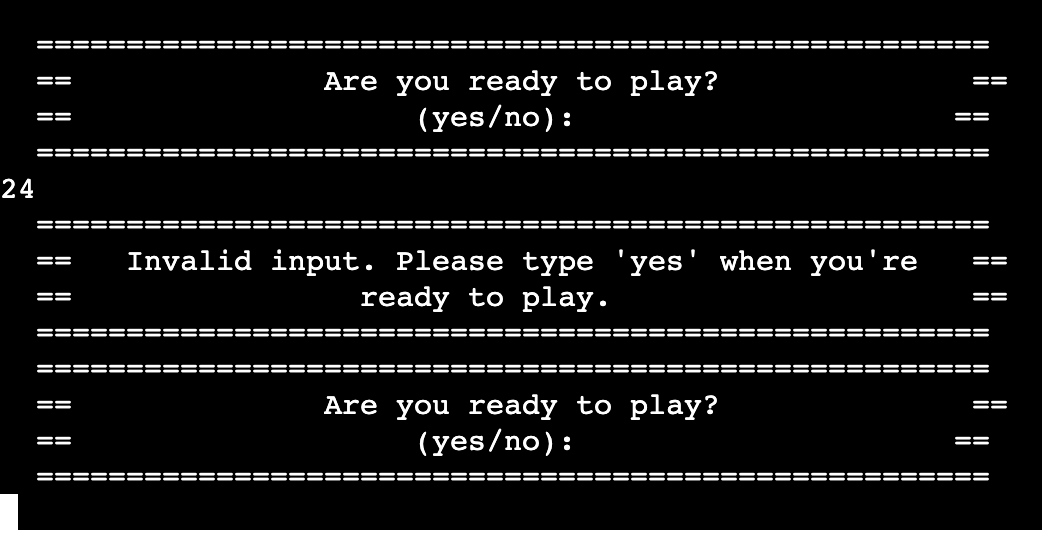 =====================================================
==              Are you ready to play?              ==
==                   (yes/no):                     ==
=====================================================
24
=====================================================
==   Invalid input. Please type 'yes' when you're   ==
==                ready to play.                    ==
=====================================================
=====================================================
==              Are you ready to play?              ==
==                   (yes/no):                     ==
=====================================================